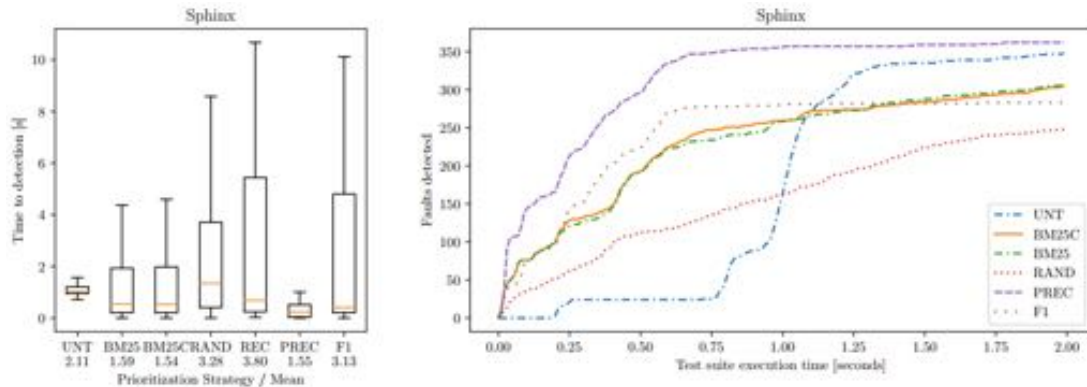 Sphinx
Time to detection [s]
10
8
6
4
2
0
UNT BM25 BM25C RAND REC PREC F1
2.11 1.59 1.54 3.28 3.80 1.55 3.13
Prioritization Strategy / Mean
Sphinx
Faults detected
350
300
250
200
150
100
50
0
0.00 0.25 0.50 0.75 1.00 1.25 1.50 1.75 2.00
Test suite execution time [seconds]
UNT
BM25C
BM25
RAND
PREC
F1